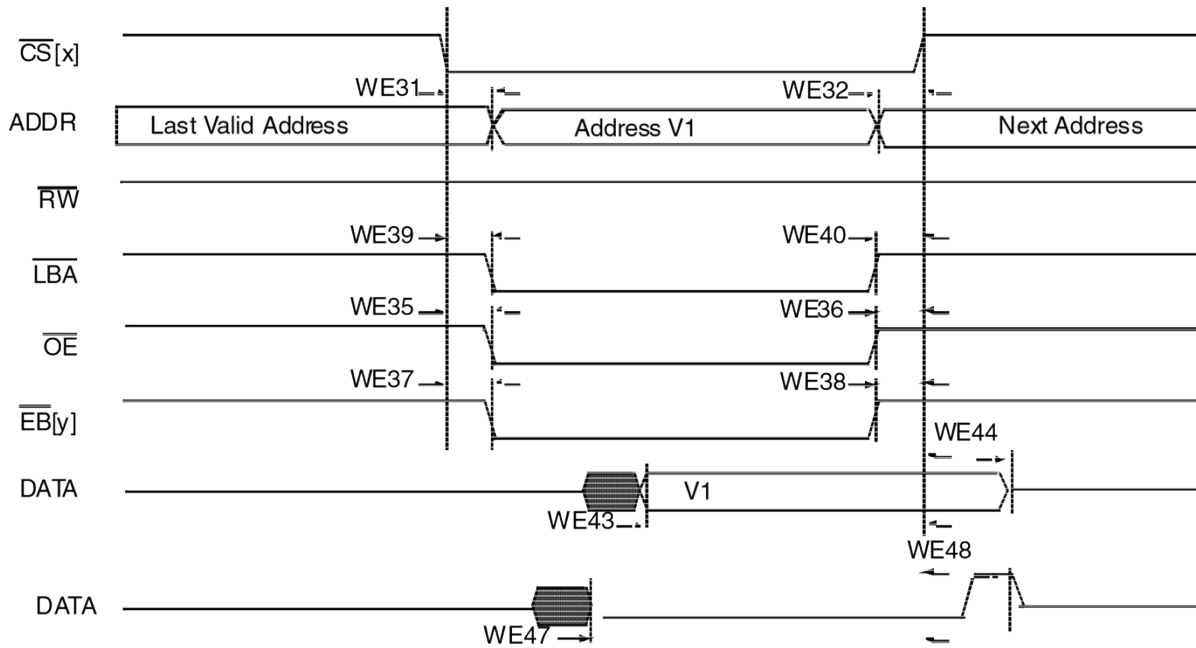 CS[x]
WE31
WE32
ADDR
Last Valid Address
Address V1
Next Address
RW
WE39
WE40
LBA
WE35
WE36
OE
WE37
WE38
EB[y]
WE44
DATA
V1
WE43
WE48
DATA
WE47